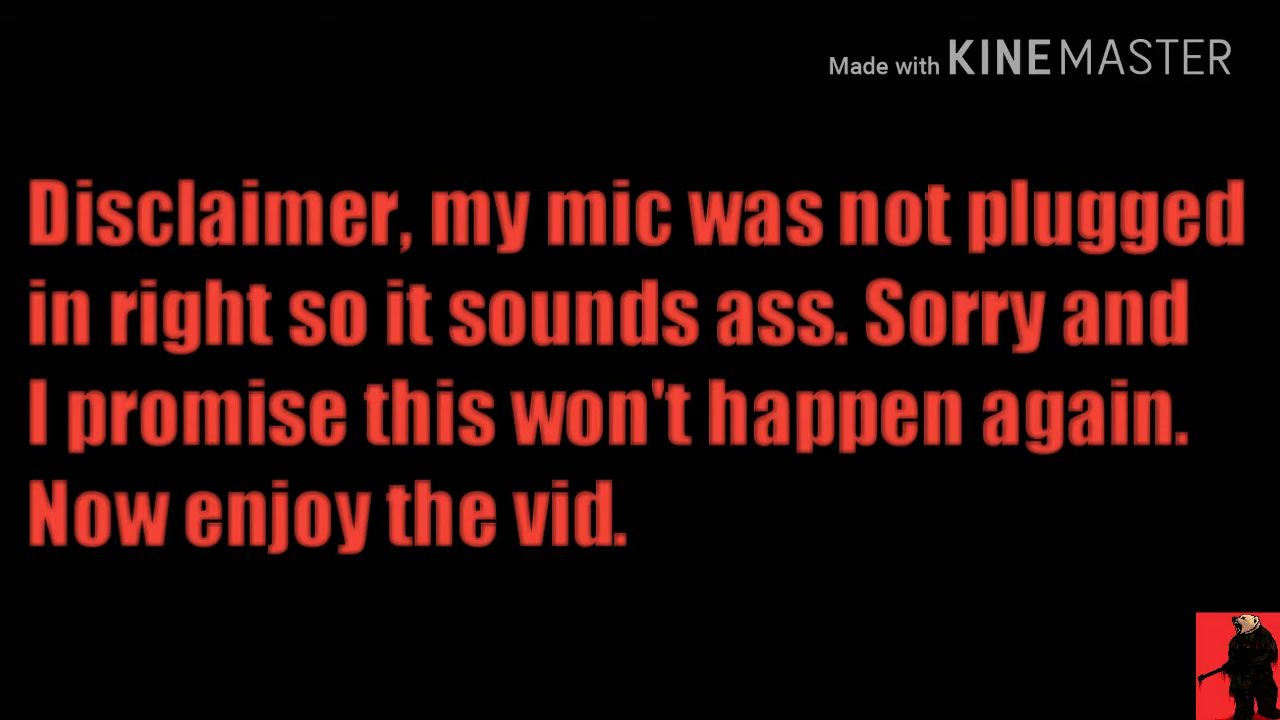 Made with KINEMASTER
Disclaimer, my mic was not plugged
in right so it sounds ass. Sorry and
I promise this won't happen again.
Now enjoy the vid.